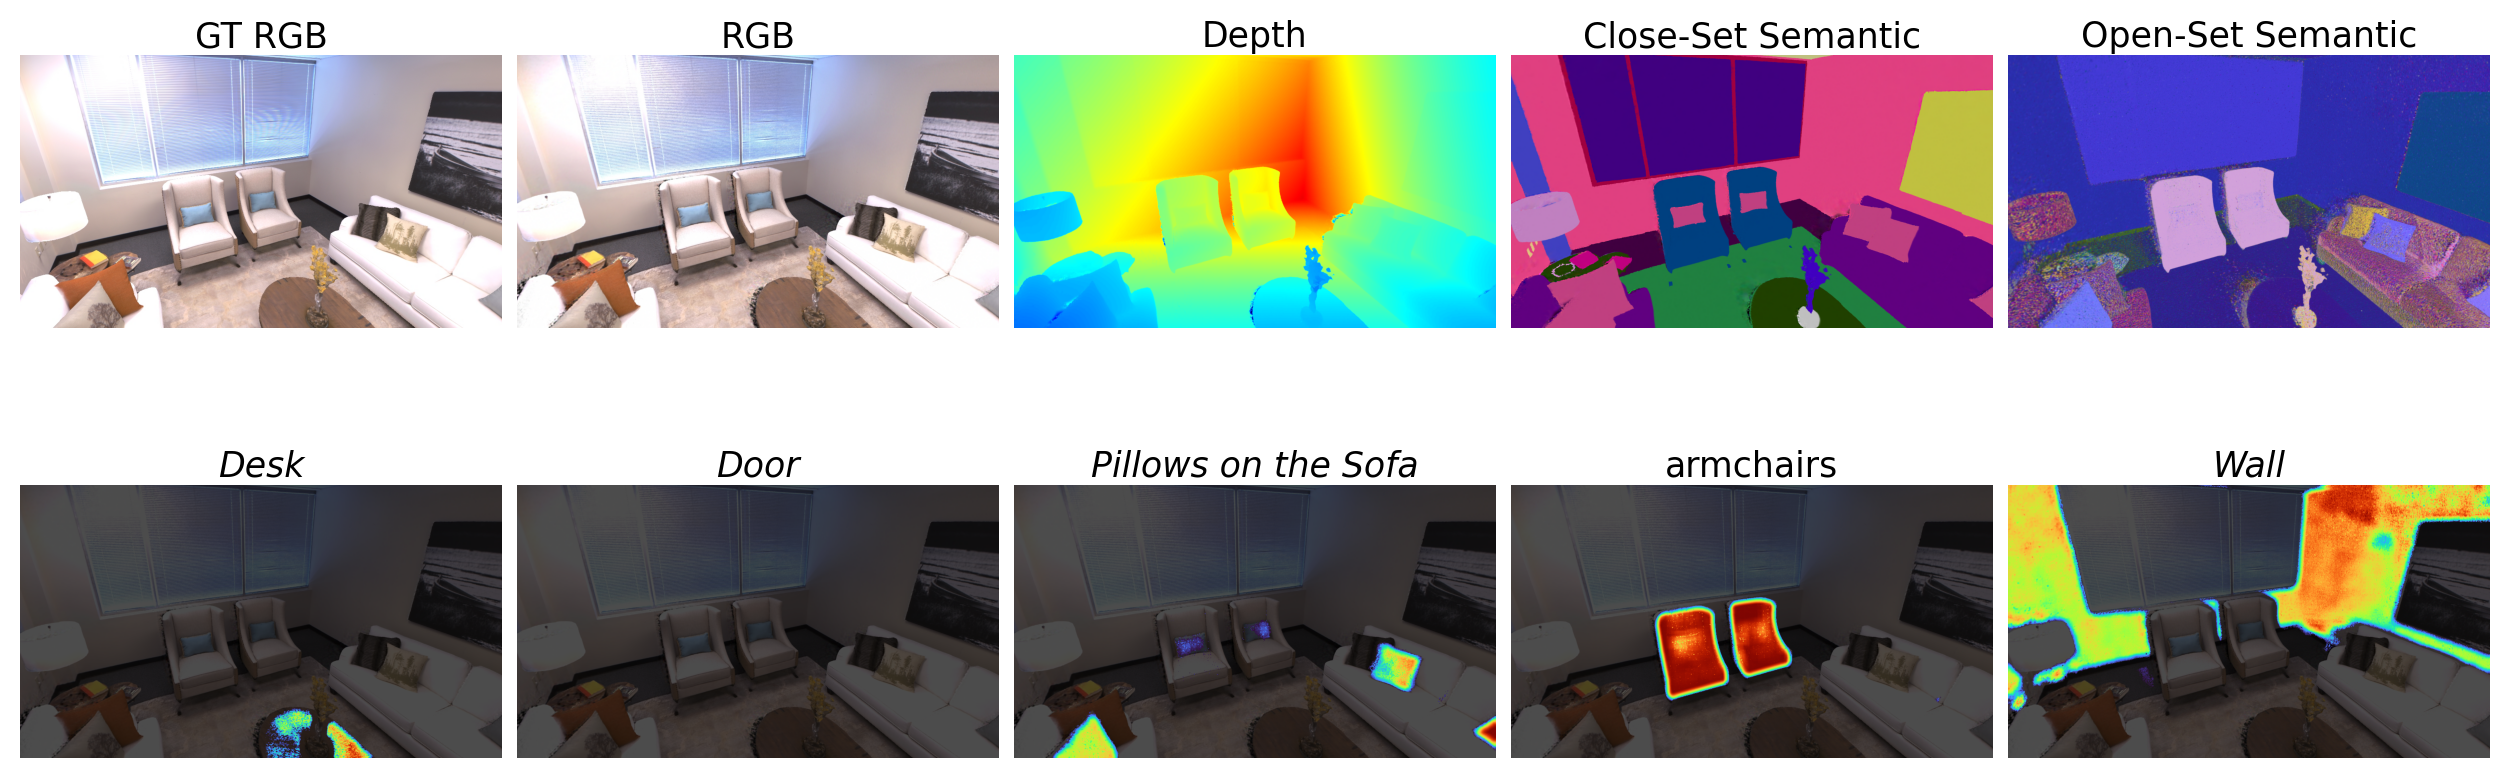 GT RGB
RGB
Depth
Close-Set Semantic
Open-Set Semantic
Desk
Door
Pillows on the Sofa
armchairs
Wall